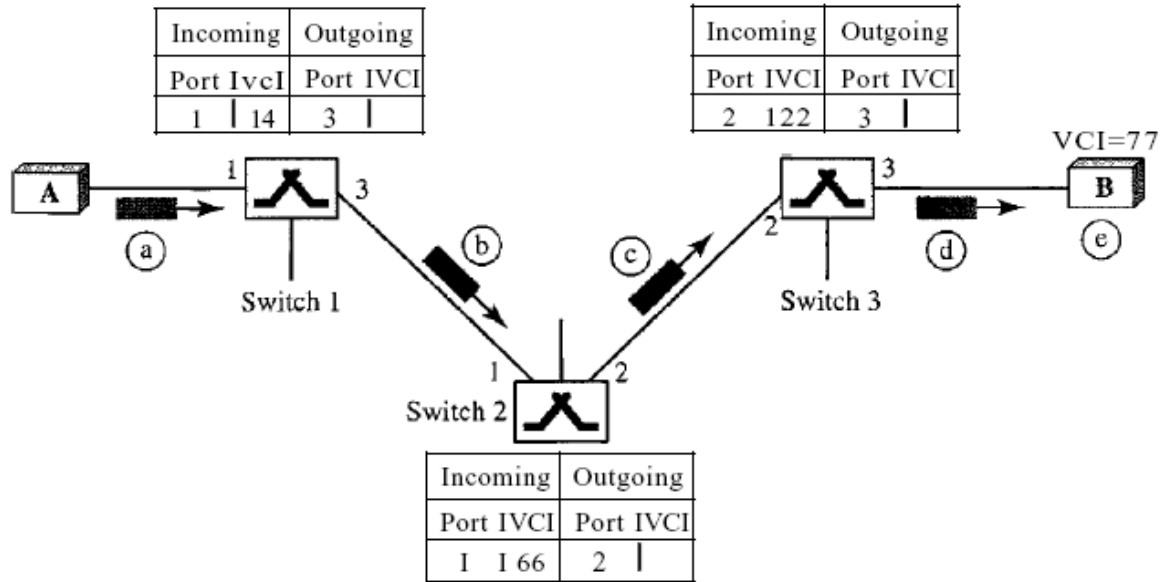 Incoming Outgoing
Port IvcI Port IVCI
1 | 14 3 |
Incoming Outgoing
Port IVCI Port IVCI
2 122 3 |
VCI=77
A
1
3
a
Switch 1
b
c
2
3
Switch 3
d
B
e
1
2
Switch 2
Incoming Outgoing
Port IVCI Port IVCI
I I 66 2 |